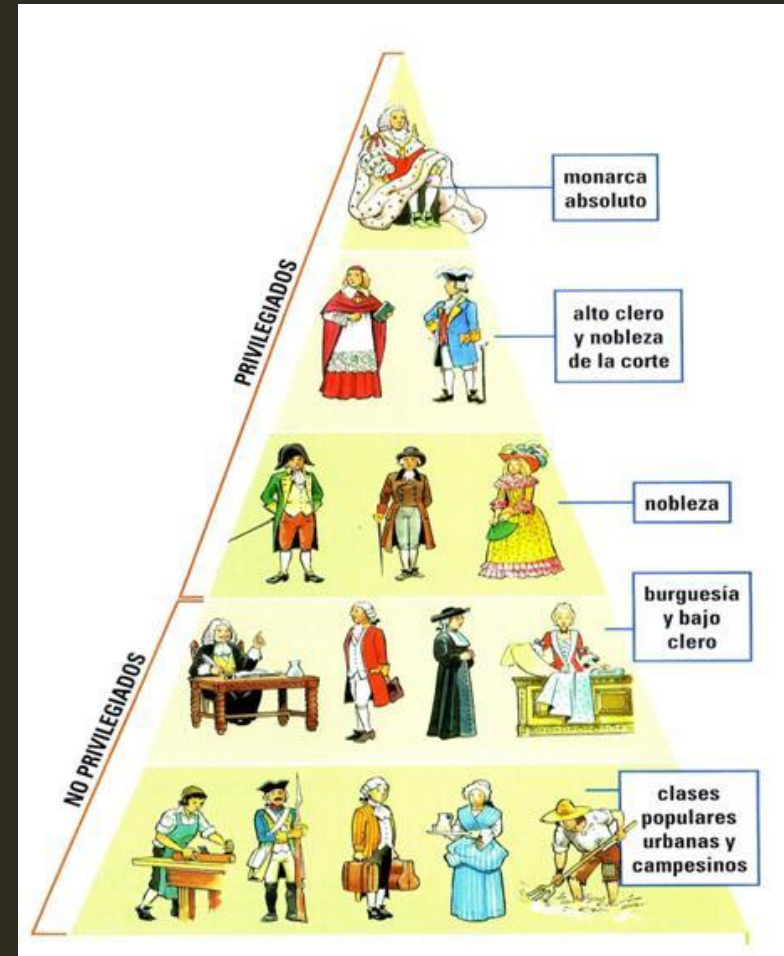 monarca
absoluto
PRIVILEGIADOS
alto clero
y nobleza
de la corte
nobleza
burguesía
y bajo
clero
NO PRIVILEGIADOS
clases
populares
urbanas y
campesinos